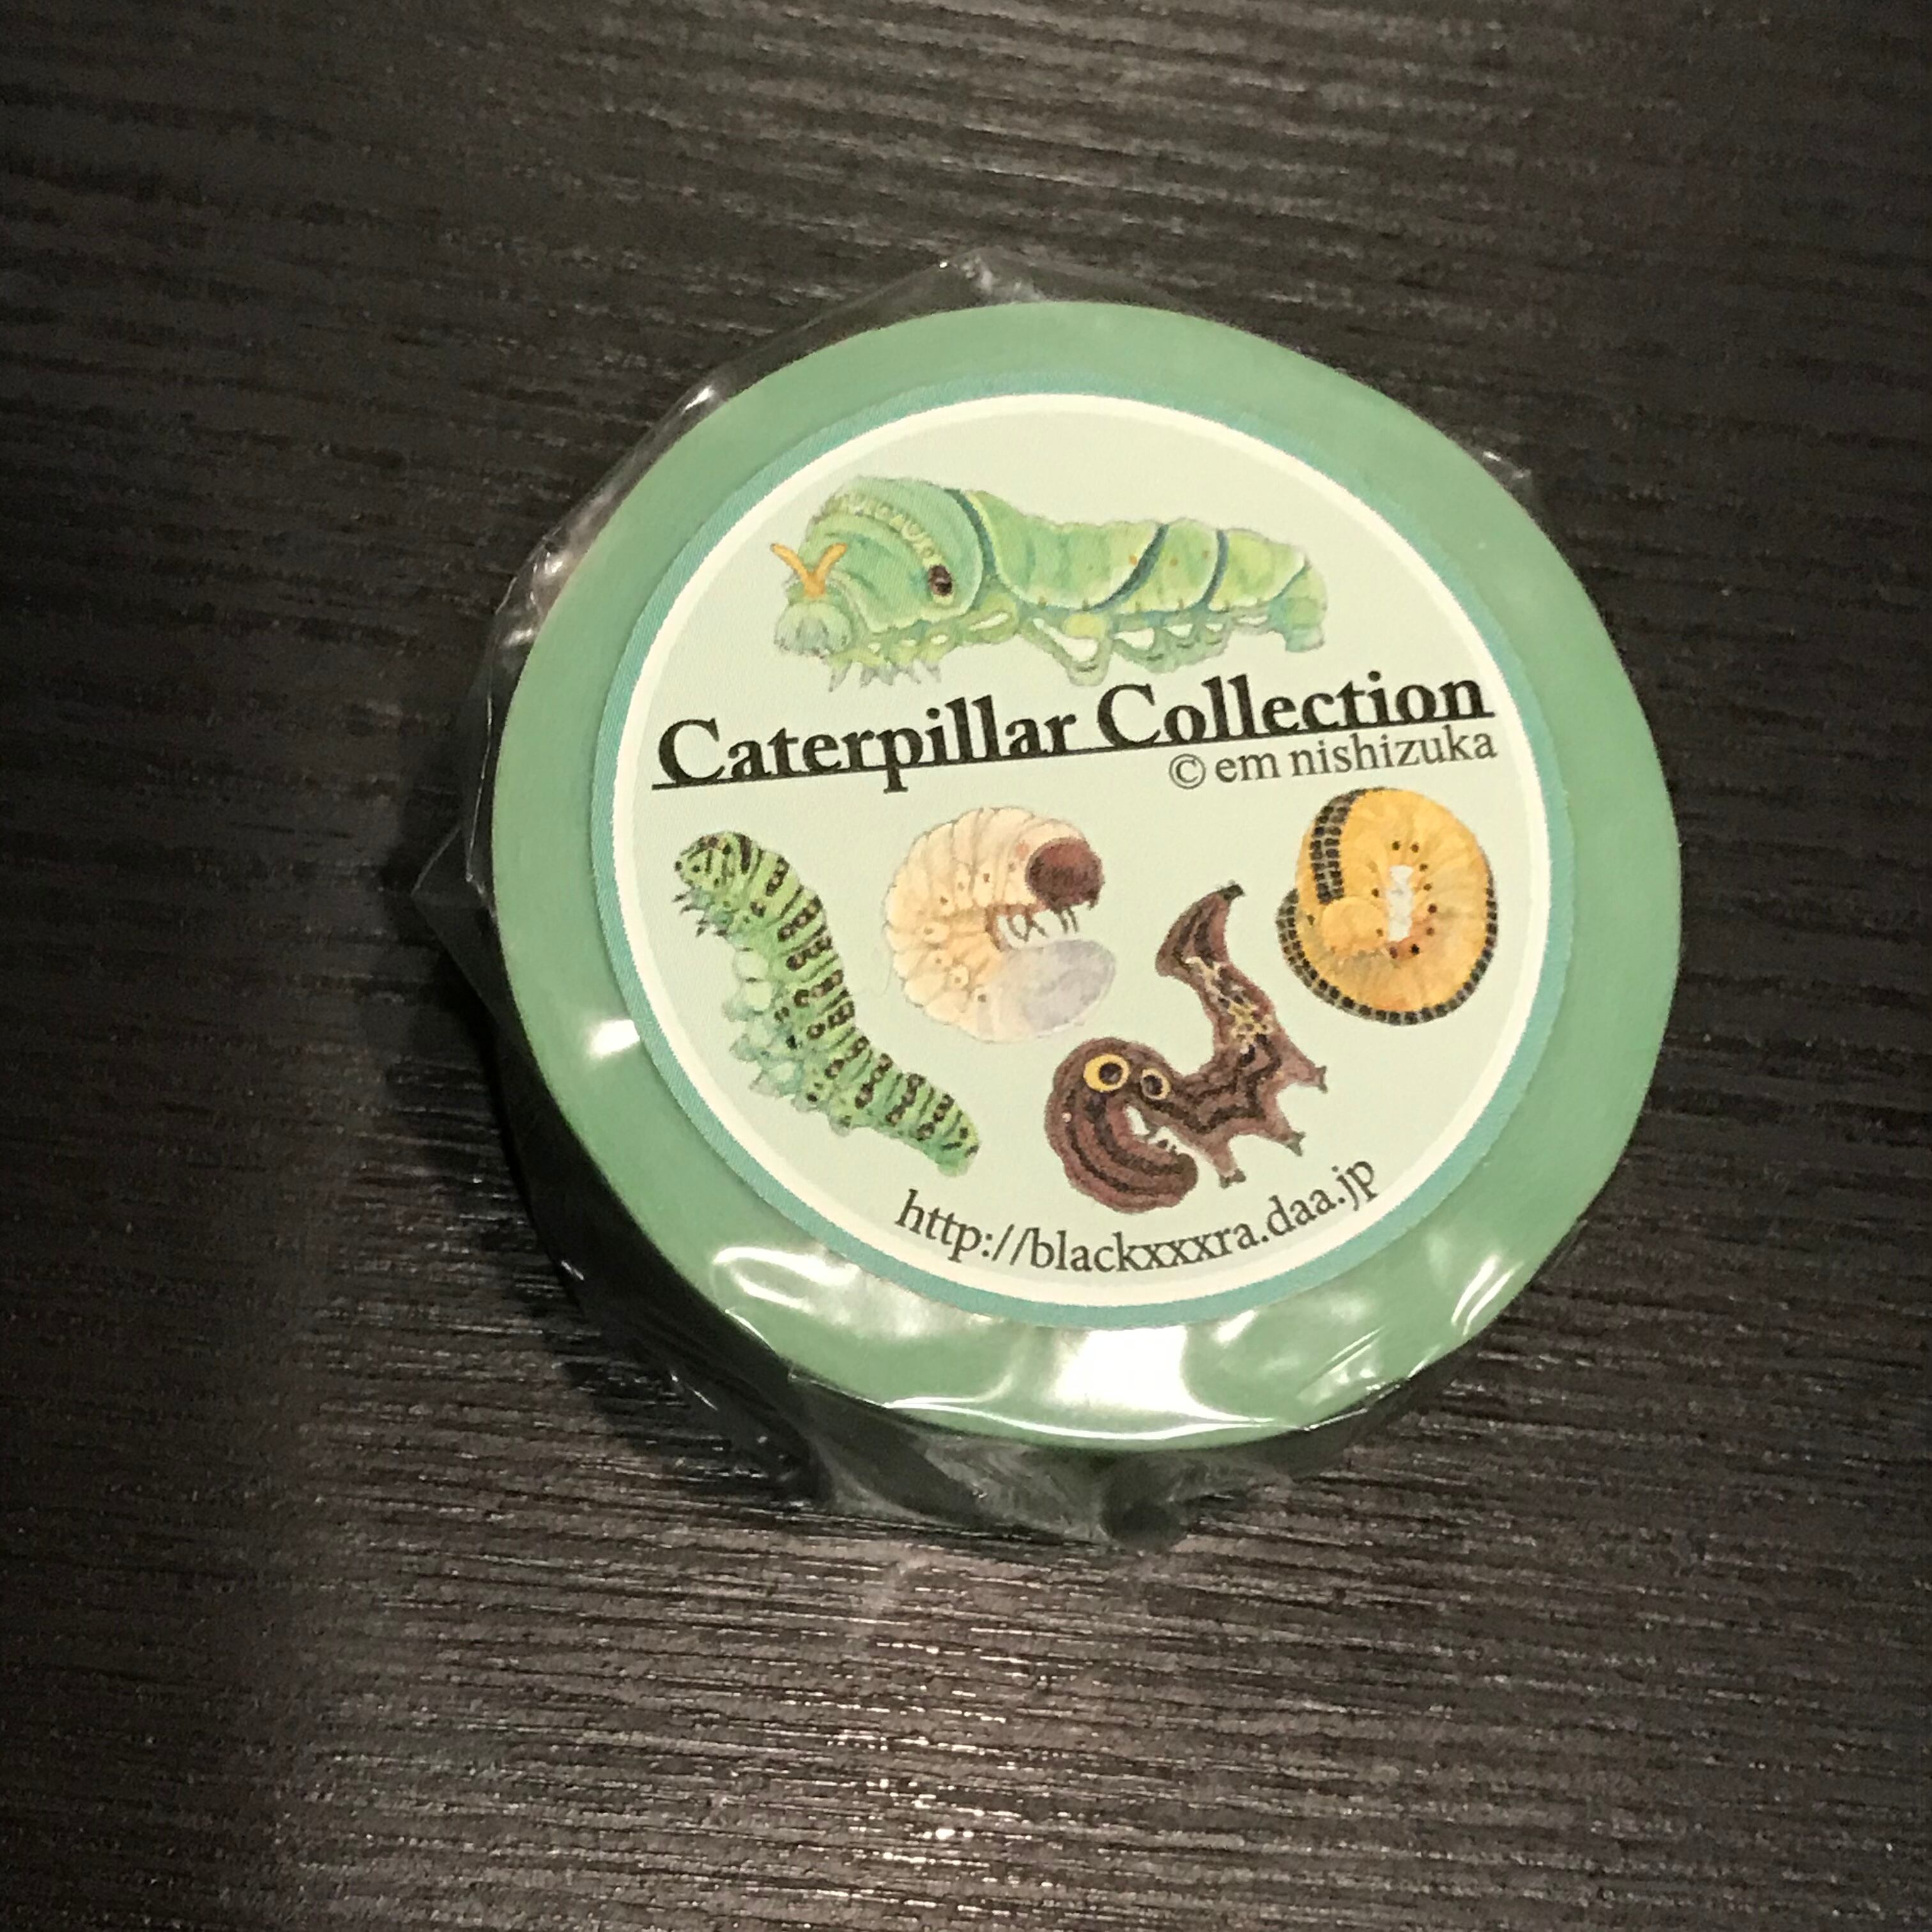 Caterpillar Collection
© em nishizuka
http://blackxxxra.daa.jp